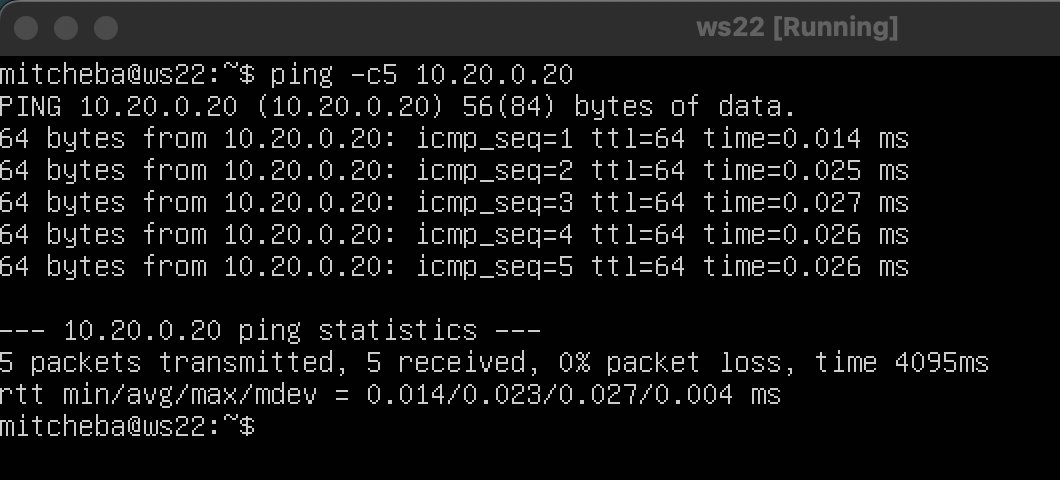 ws22 [Running]
mitcheba@ws22:~$ ping -c5 10.20.0.20
PING 10.20.0.20 (10.20.0.20) 56(84) bytes of data.
64 bytes from 10.20.0.20: icmp_seq=1 ttl=64 time=0.014 ms
64 bytes from 10.20.0.20: icmp_seq=2 ttl=64 time=0.025 ms
64 bytes from 10.20.0.20: icmp_seq=3 ttl=64 time=0.027 ms
64 bytes from 10.20.0.20: icmp_seq=4 ttl=64 time=0.026 ms
64 bytes from 10.20.0.20: icmp_seq=5 ttl=64 time=0.026 ms
--- 10.20.0.20 ping statistics ---
5 packets transmitted, 5 received, 0% packet loss, time 4095ms
rtt min/avg/max/mdev = 0.014/0.023/0.027/0.004 ms
mitcheba@ws22:~$